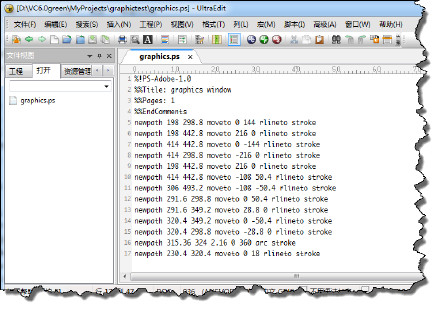 [D:\VC6.0green\MyProjects\graphictest\graphics.ps] - UltraEdit
文件(F) 编辑(E) 搜索(S) 插入(N) 工程(P) 视图(V) 格式(T) 列(L) 宏(M) 脚本(I) 高级(A) 窗口(W) 帮助(H)
文件视图
工程 打开 资源管理
graphics.ps
graphics.ps
0 10 20 30 40 50
1 %!PS-Adobe-1.0
2 %%Title: graphics window
3 %%Pages: 1
4 %%EndComments
5 newpath 198 298.8 moveto 0 144 rlineto stroke
6 newpath 198 442.8 moveto 216 0 rlineto stroke
7 newpath 414 442.8 moveto 0 -144 rlineto stroke
8 newpath 414 298.8 moveto -216 0 rlineto stroke
9 newpath 198 442.8 moveto 216 0 rlineto stroke
10 newpath 414 442.8 moveto -108 50.4 rlineto stroke
11 newpath 306 493.2 moveto -108 -50.4 rlineto stroke
12 newpath 291.6 298.8 moveto 0 50.4 rlineto stroke
13 newpath 291.6 349.2 moveto 28.8 0 rlineto stroke
14 newpath 320.4 349.2 moveto 0 -50.4 rlineto stroke
15 newpath 320.4 298.8 moveto -28.8 0 rlineto stroke
16 newpath 315.36 324 2.16 0 360 arc stroke
17 newpath 230.4 320.4 moveto 0 18 rlineto stroke